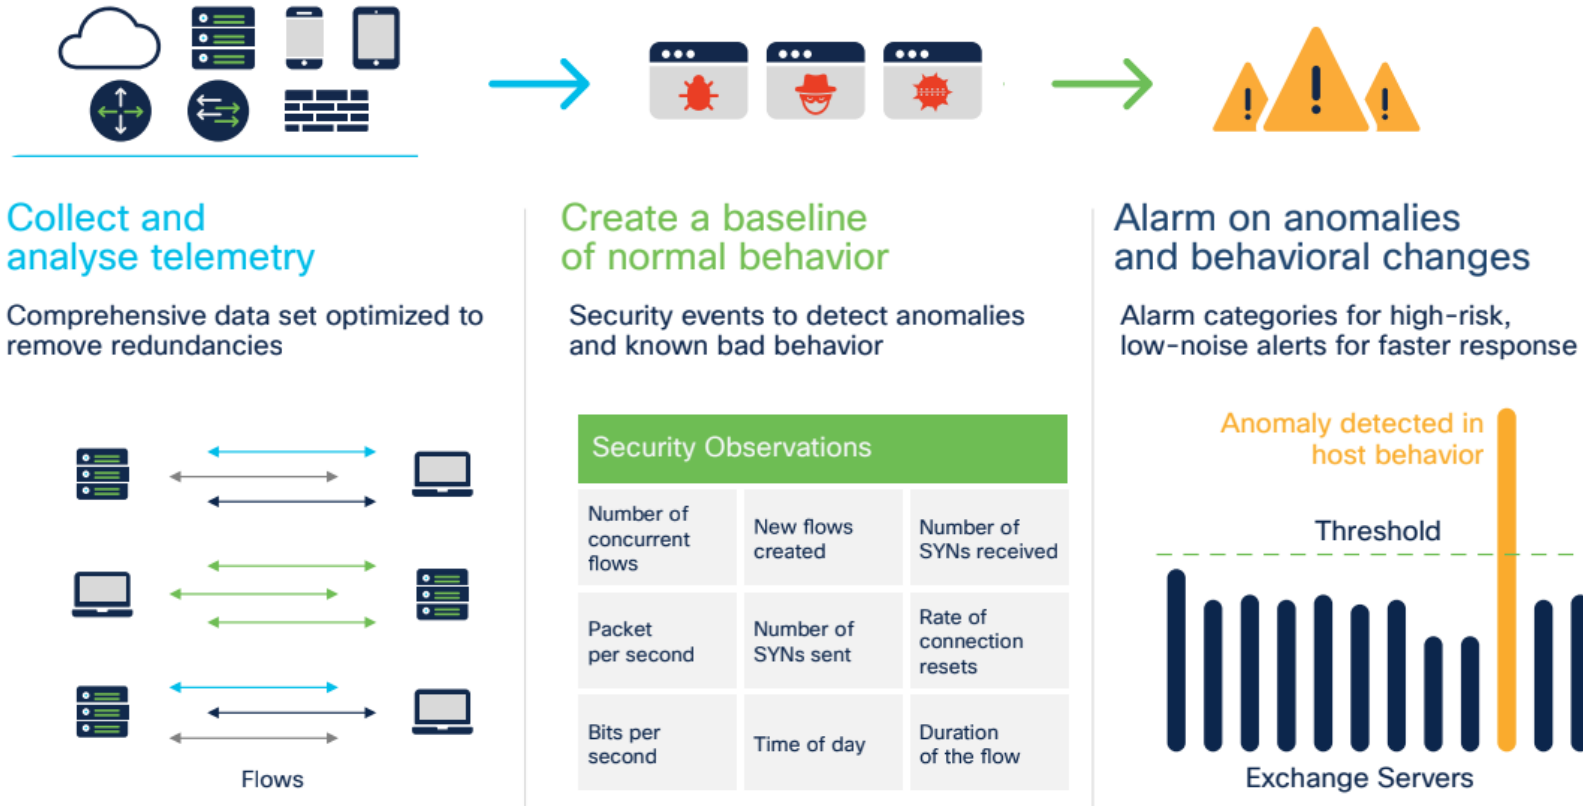 Collect and
analyse telemetry
Comprehensive data set optimized to
remove redundancies
Flows
Create a baseline
of normal behavior
Security events to detect anomalies
and known bad behavior
Security Observations
Number of
concurrent
flows
New flows
created
Number of
SYNs received
Packet
per second
Number of
SYNs sent
Rate of
connection
resets
Bits per
second
Time of day
Duration
of the flow
Alarm on anomalies
and behavioral changes
Alarm categories for high-risk,
low-noise alerts for faster response
Anomaly detected in
host behavior
Threshold
Exchange Servers